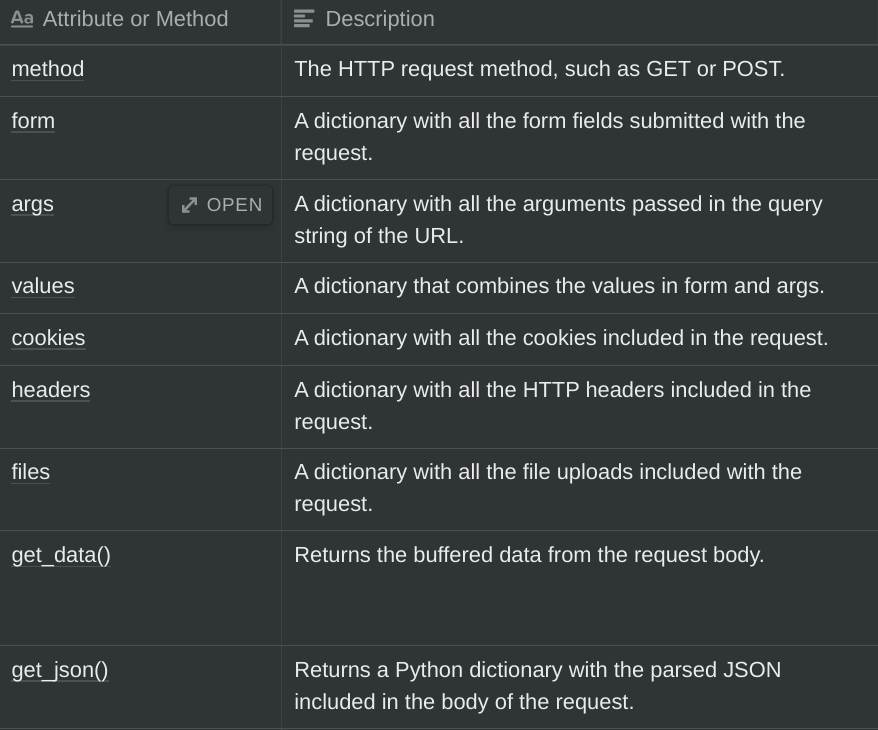 Aa Attribute or Method Description
method The HTTP request method, such as GET or POST.
form A dictionary with all the form fields submitted with the
request.
args OPEN A dictionary with all the arguments passed in the query
string of the URL.
values A dictionary that combines the values in form and args.
cookies A dictionary with all the cookies included in the request.
headers A dictionary with all the HTTP headers included in the
request.
files A dictionary with all the file uploads included with the
request.
get_data() Returns the buffered data from the request body.
get_json() Returns a Python dictionary with the parsed JSON
included in the body of the request.